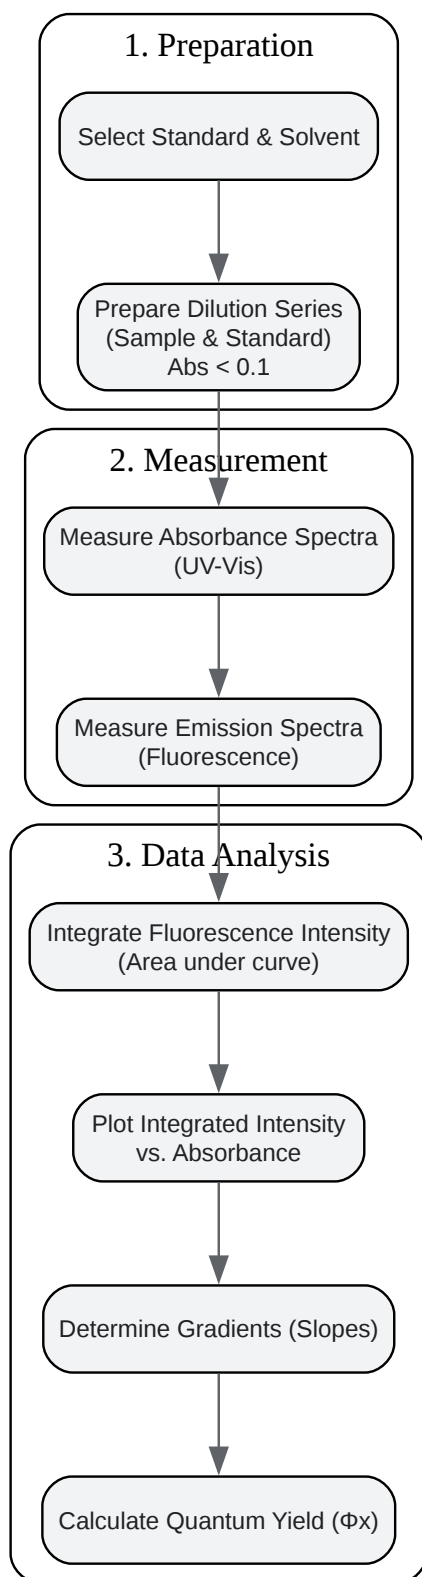 1. Preparation
Select Standard & Solvent
Prepare Dilution Series
(Sample & Standard)
Abs < 0.1
2. Measurement
Measure Absorbance Spectra
(UV-Vis)
Measure Emission Spectra
(Fluorescence)
3. Data Analysis
Integrate Fluorescence Intensity
(Area under curve)
Plot Integrated Intensity
vs. Absorbance
Determine Gradients (Slopes)
Calculate Quantum Yield (Φx)